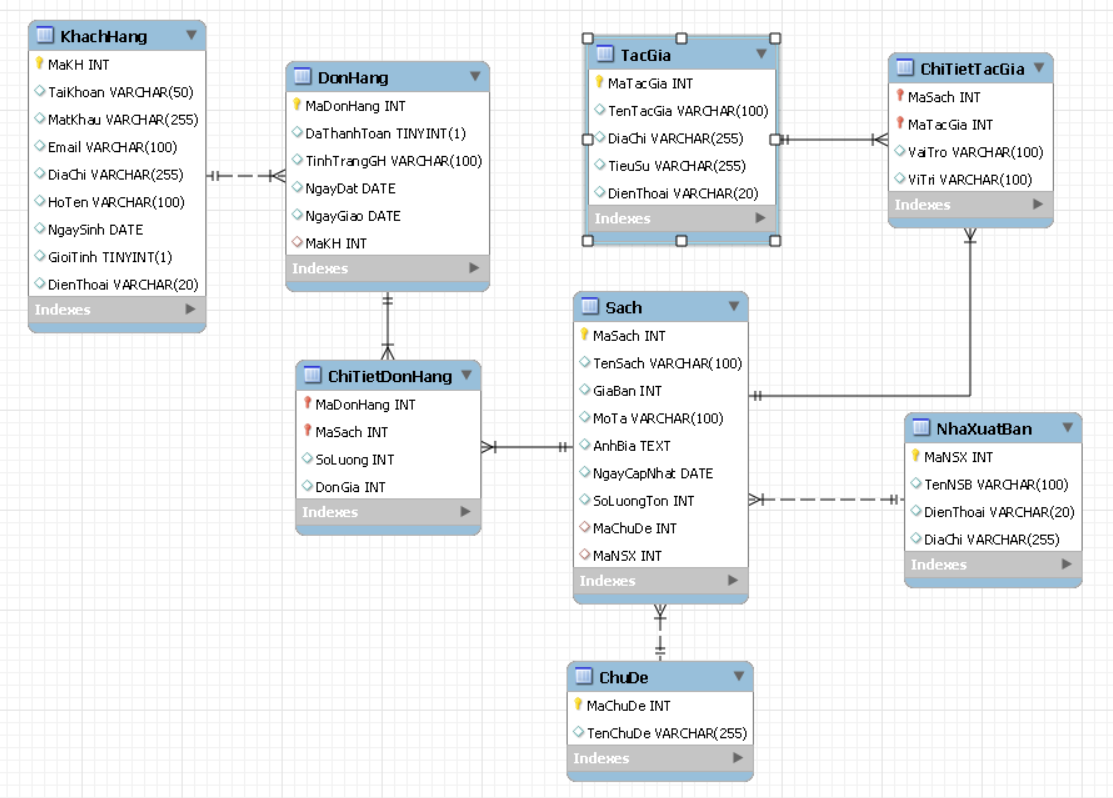 KhachHang
MaKH INT
TaiKhoan VARCHAR(50)
MatKhau VARCHAR(255)
Email VARCHAR(100)
DiaChi VARCHAR(255)
HoTen VARCHAR(100)
NgaySinh DATE
GioiTinh TINYINT(1)
DienThoai VARCHAR(20)
Indexes
DonHang
MaDonHang INT
DaThanhToan TINYINT(1)
TinhTrangGH VARCHAR(100)
NgayDat DATE
NgayGiao DATE
MaKH INT
Indexes
ChiTietDonHang
MaDonHang INT
MaSach INT
SoLuong INT
DonGia INT
Indexes
TacGia
MaTacGia INT
TenTacGia VARCHAR(100)
DiaChi VARCHAR(255)
TieuSu VARCHAR(255)
DienThoai VARCHAR(20)
Indexes
ChiTietTacGia
MaSach INT
MaTacGia INT
VaiTro VARCHAR(100)
ViTri VARCHAR(100)
Indexes
Sach
MaSach INT
TenSach VARCHAR(100)
GiaBan INT
MoTa VARCHAR(100)
AnhBia TEXT
NgayCapNhat DATE
SoLuongTon INT
MaChuDe INT
MaNSX INT
Indexes
NhaXuatBan
MaNSX INT
TenNSB VARCHAR(100)
DienThoai VARCHAR(20)
DiaChi VARCHAR(255)
Indexes
ChuDe
MaChuDe INT
TenChuDe VARCHAR(255)
Indexes